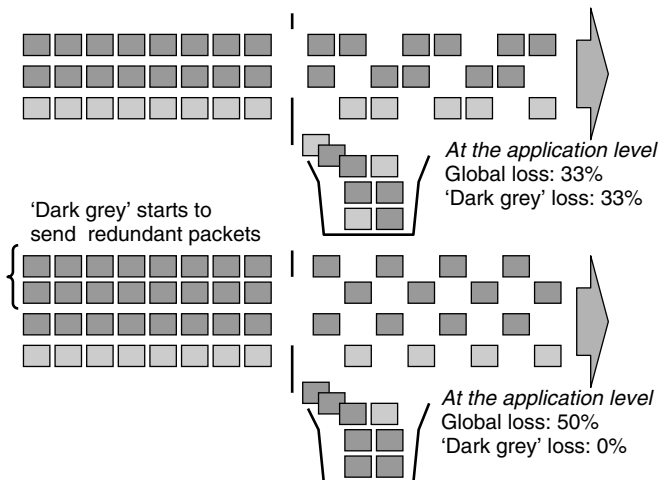 At the application level
Global loss: 33%
'Dark grey' loss: 33%
'Dark grey' starts to
send redundant packets
At the application level
Global loss: 50%
'Dark grey' loss: 0%